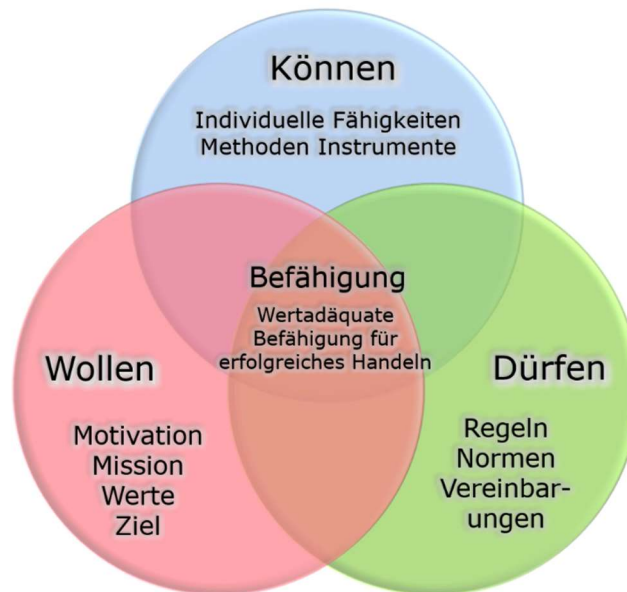 Können
Individuelle Fähigkeiten
Methoden Instrumente
Befähigung
Wertadäquate
Befähigung für
erfolgreiches Handeln
Wollen
Motivation
Mission
Werte
Ziel
Dürfen
Regeln
Normen
Vereinbar-
ungen